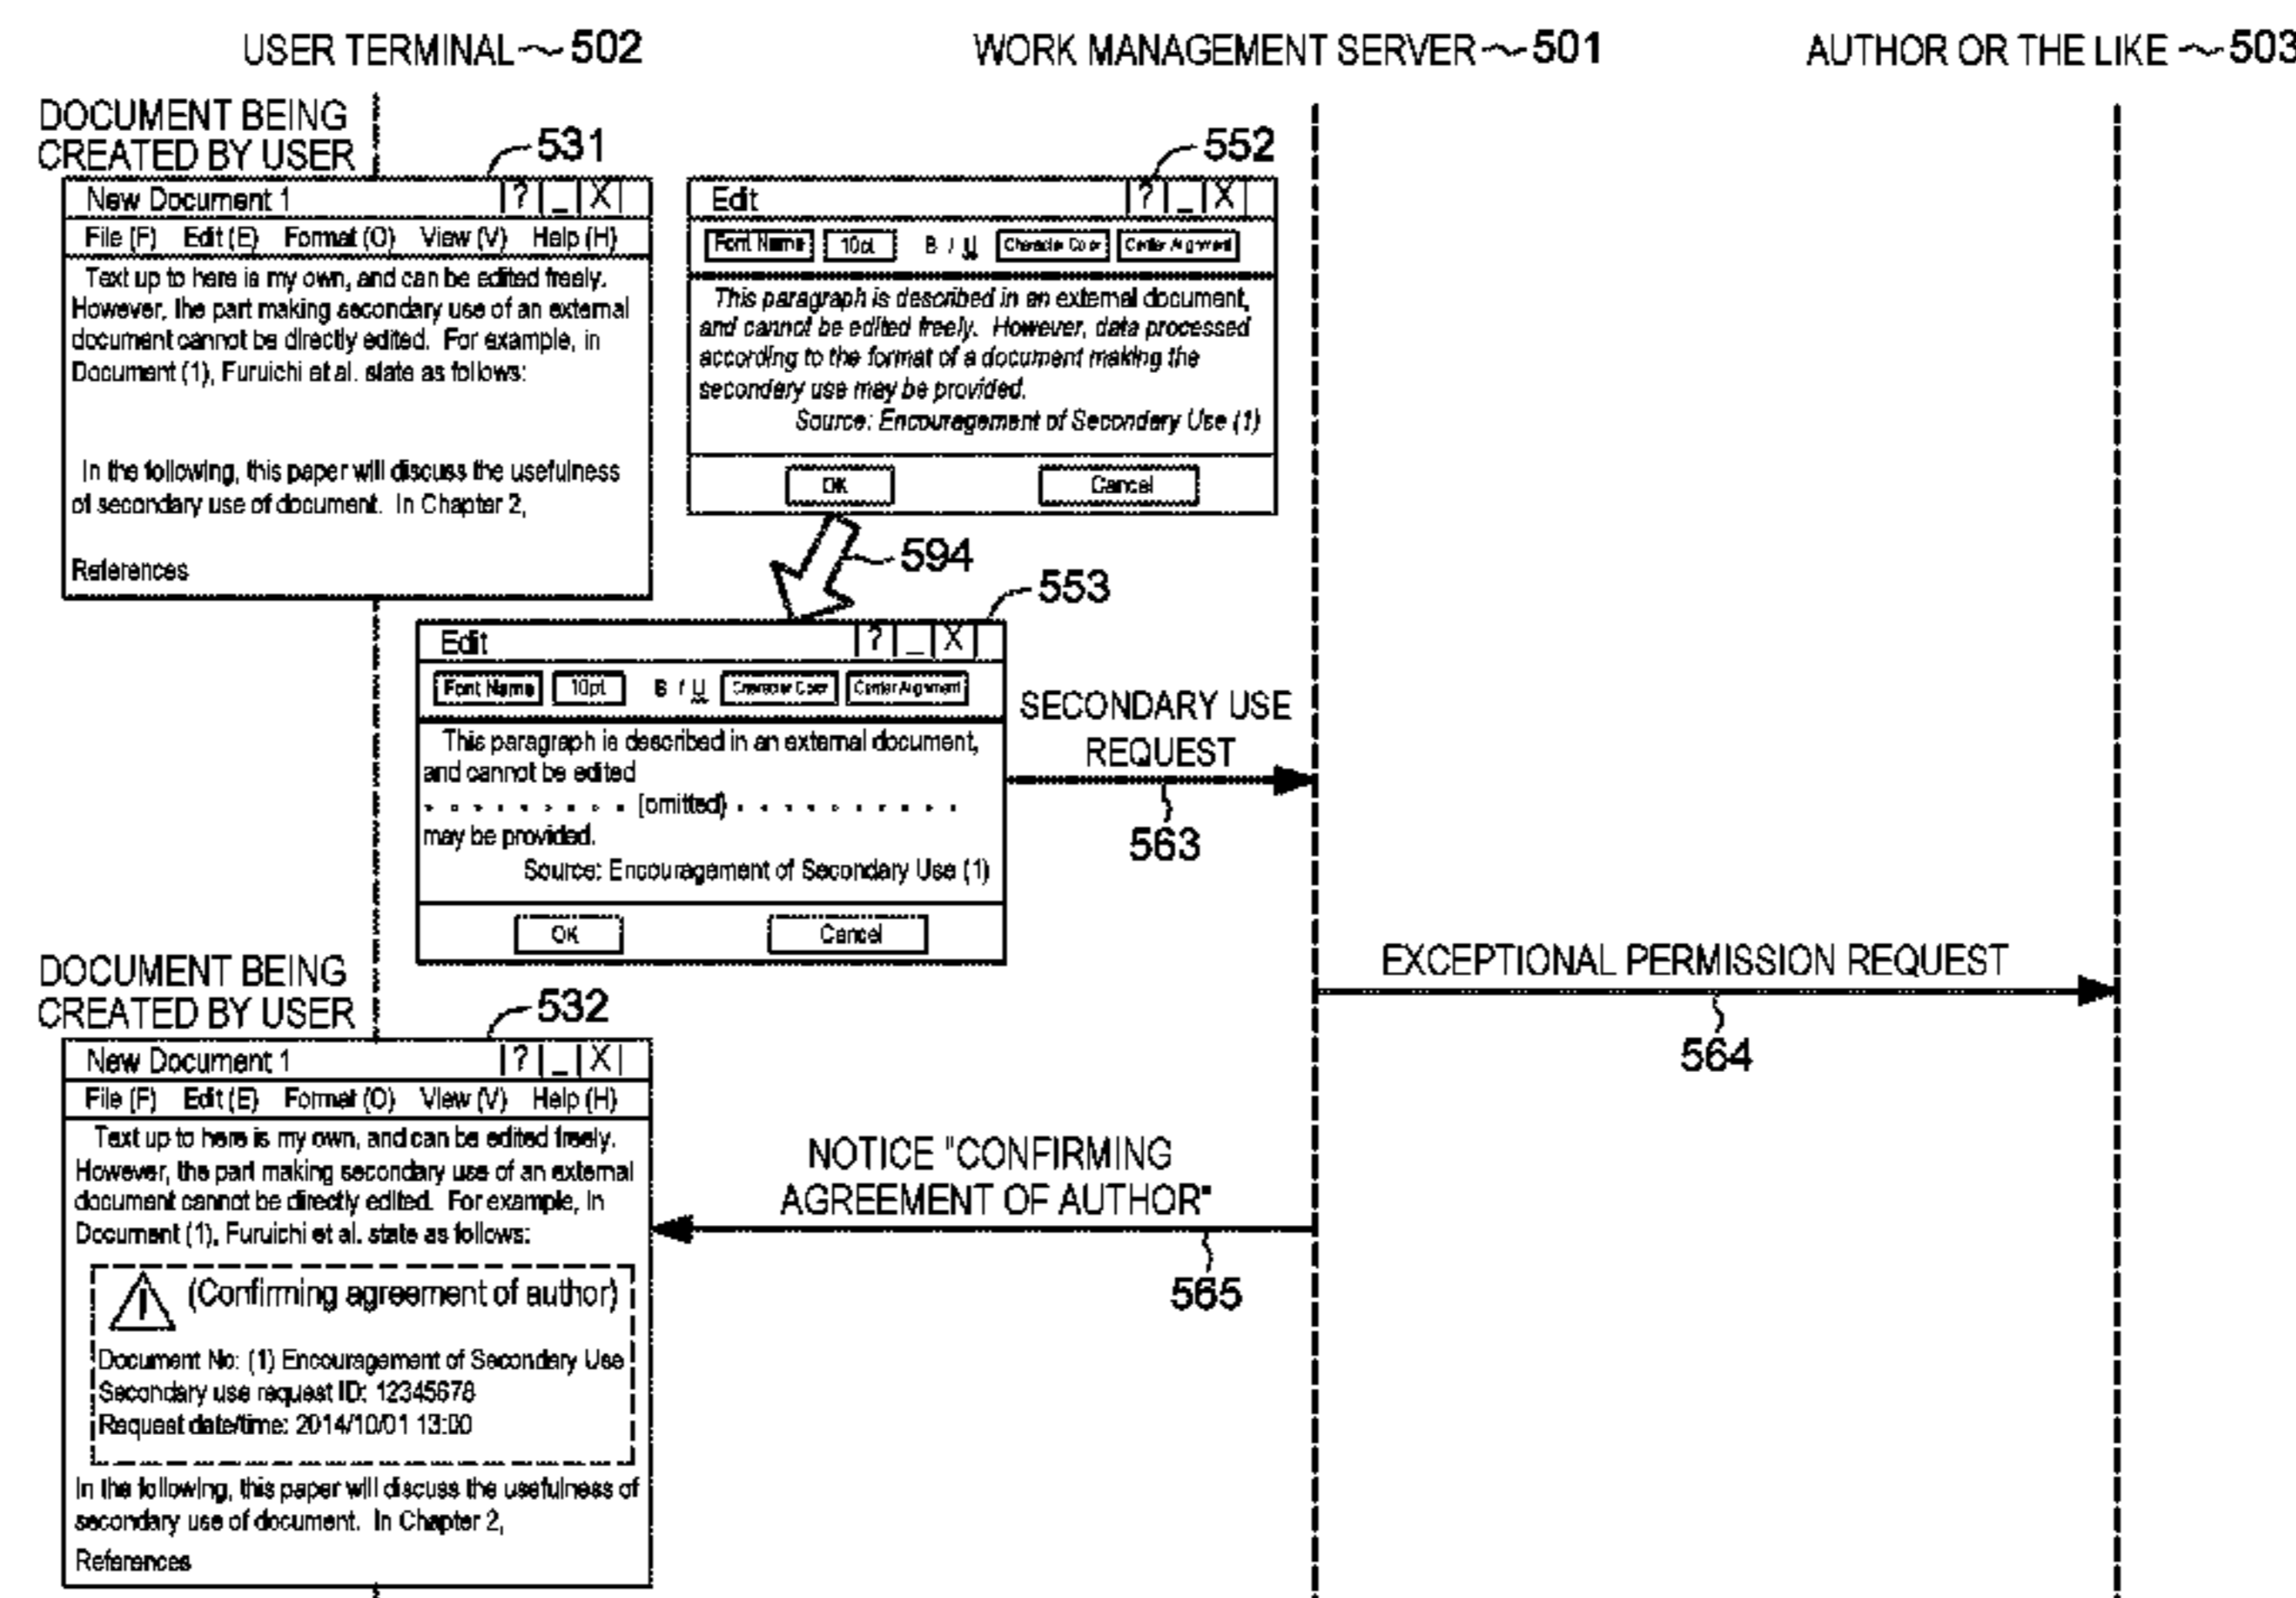 USER TERMINAL 502
WORK MANAGEMENT SERVER 501
AUTHOR OR THE LIKE 503
DOCUMENT BEING
CREATED BY USER
531
New Document 1 ? _ X
File (F) Edit (E) Format (O) View (V) Help (H)
Text up to here is my own, and can be edited freely.
However, the part making secondary use of an external
document cannot be directly edited. For example, in
Document (1), Furuichi et al. state as follows:
In the following, this paper will discuss the usefulness
of secondary use of document. In Chapter 2,
References
552
Edit ? _ X
Font Name 10pt B I U Character Color Center Alignment
This paragraph is described in an external document,
and cannot be edited freely. However, data processed
according to the format of a document making the
secondary use may be provided.
Source: Encouragement of Secondary Use (1)
OK Cancel
594
553
Edit ? _ X
Font Name 10pt B I U Character Color Center Alignment
This paragraph is described in an external document,
and cannot be edited
. . . . . . . . . (omitted) . . . . . . . . . .
may be provided.
Source: Encouragement of Secondary Use (1)
OK Cancel
SECONDARY USE
REQUEST
563
EXCEPTIONAL PERMISSION REQUEST
564
DOCUMENT BEING
CREATED BY USER
532
New Document 1 ? _ X
File (F) Edit (E) Format (O) View (V) Help (H)
Text up to here is my own, and can be edited freely.
However, the part making secondary use of an external
document cannot be directly edited. For example, in
Document (1), Furuichi et al. state as follows:
(Confirming agreement of author)
Document No: (1) Encouragement of Secondary Use
Secondary use request ID: 12345678
Request date/time: 2014/10/01 13:00
In the following, this paper will discuss the usefulness of
secondary use of document. In Chapter 2,
References
NOTICE "CONFIRMING
AGREEMENT OF AUTHOR"
565